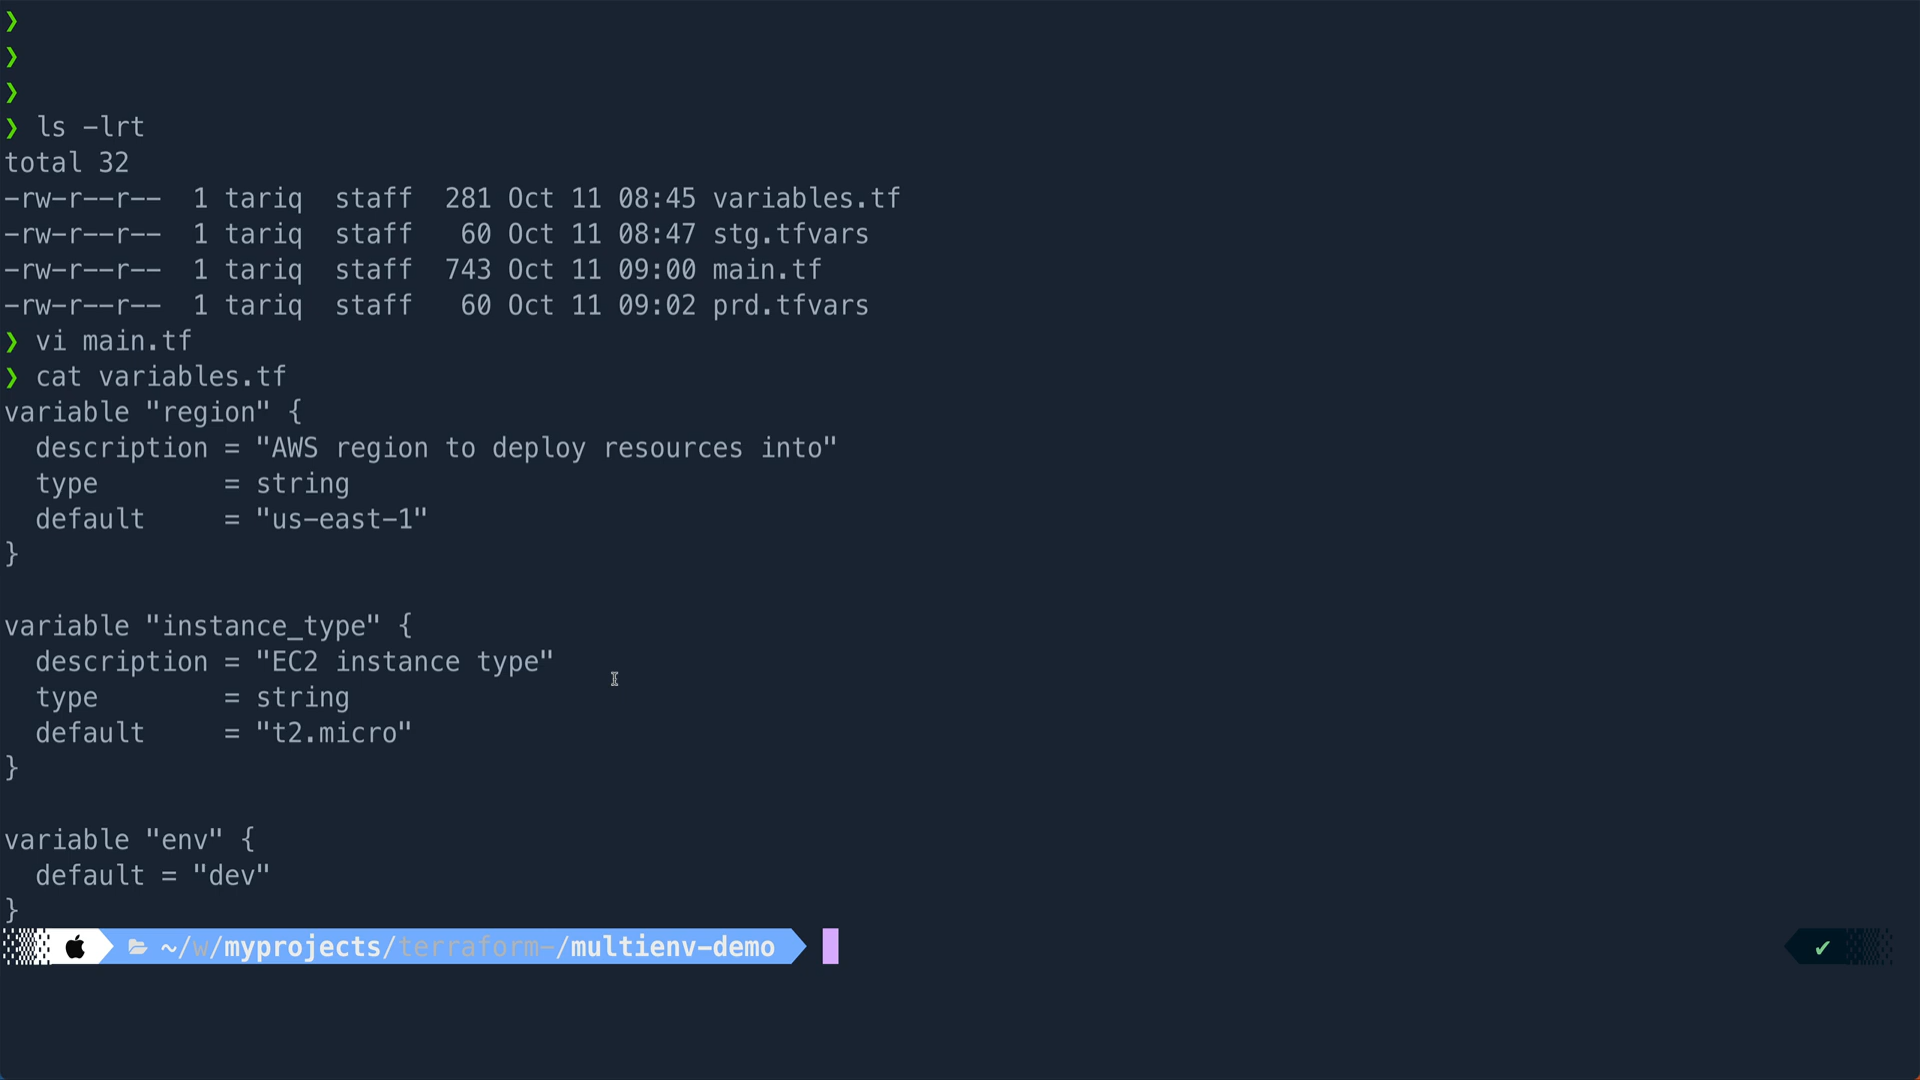 ❯
❯
❯
❯ ls -lrt
total 32
-rw-r--r--  1 tariq  staff  281 Oct 11 08:45 variables.tf
-rw-r--r--  1 tariq  staff   60 Oct 11 08:47 stg.tfvars
-rw-r--r--  1 tariq  staff  743 Oct 11 09:00 main.tf
-rw-r--r--  1 tariq  staff   60 Oct 11 09:02 prd.tfvars
❯ vi main.tf
❯ cat variables.tf
variable "region" {
  description = "AWS region to deploy resources into"
  type        = string
  default     = "us-east-1"
}

variable "instance_type" {
  description = "EC2 instance type"
  type        = string
  default     = "t2.micro"
}

variable "env" {
  default = "dev"
}
~/w/myprojects/terraform-/multienv-demo ✔